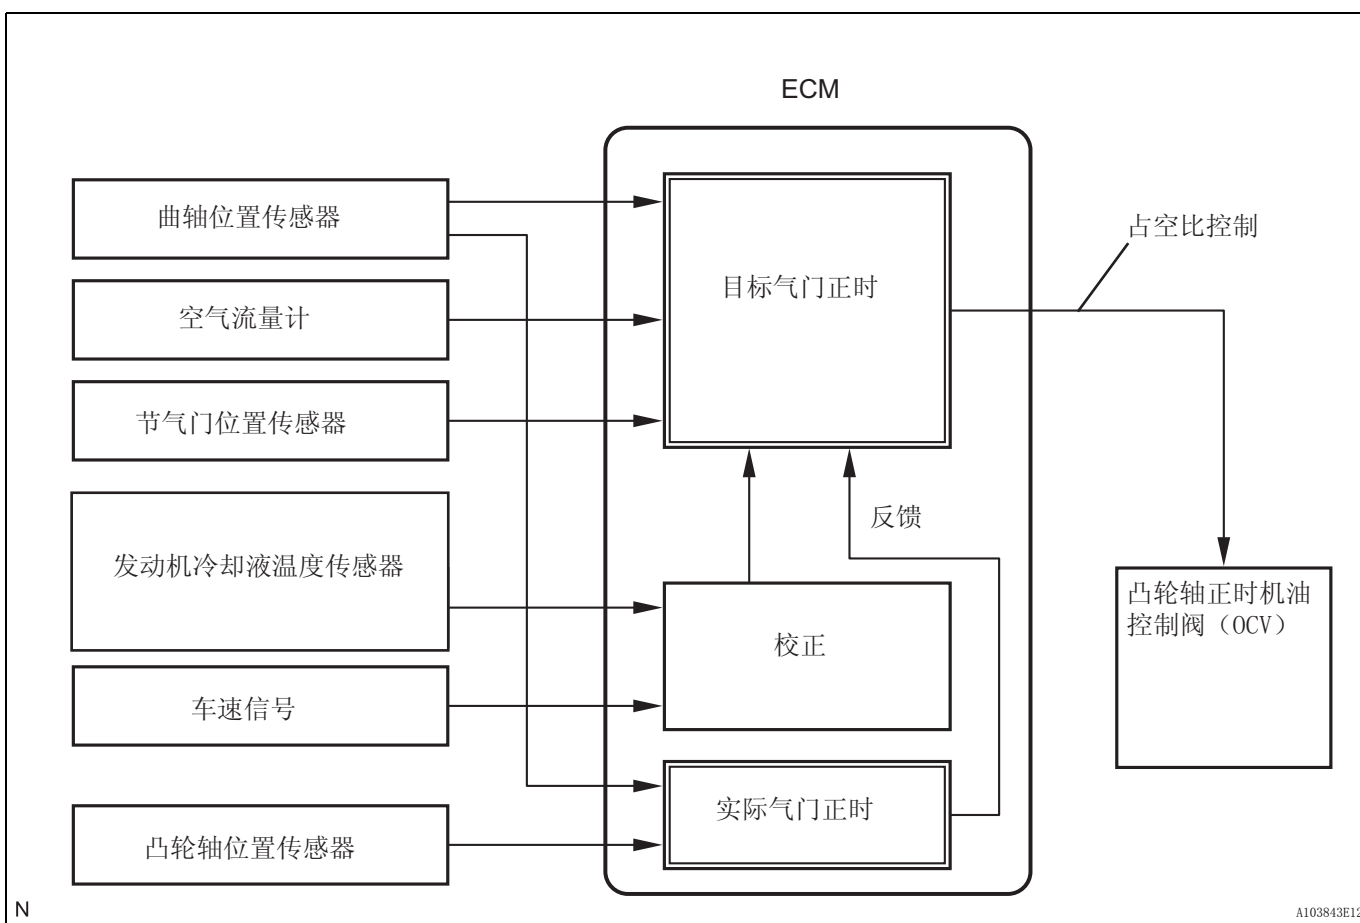 ECM
曲轴位置传感器
空气流量计
节气门位置传感器
发动机冷却液温度传感器
车速信号
凸轮轴位置传感器
目标气门正时
反馈
校正
实际气门正时
占空比控制
凸轮轴正时机油
控制阀（OCV）
N
A103843E12